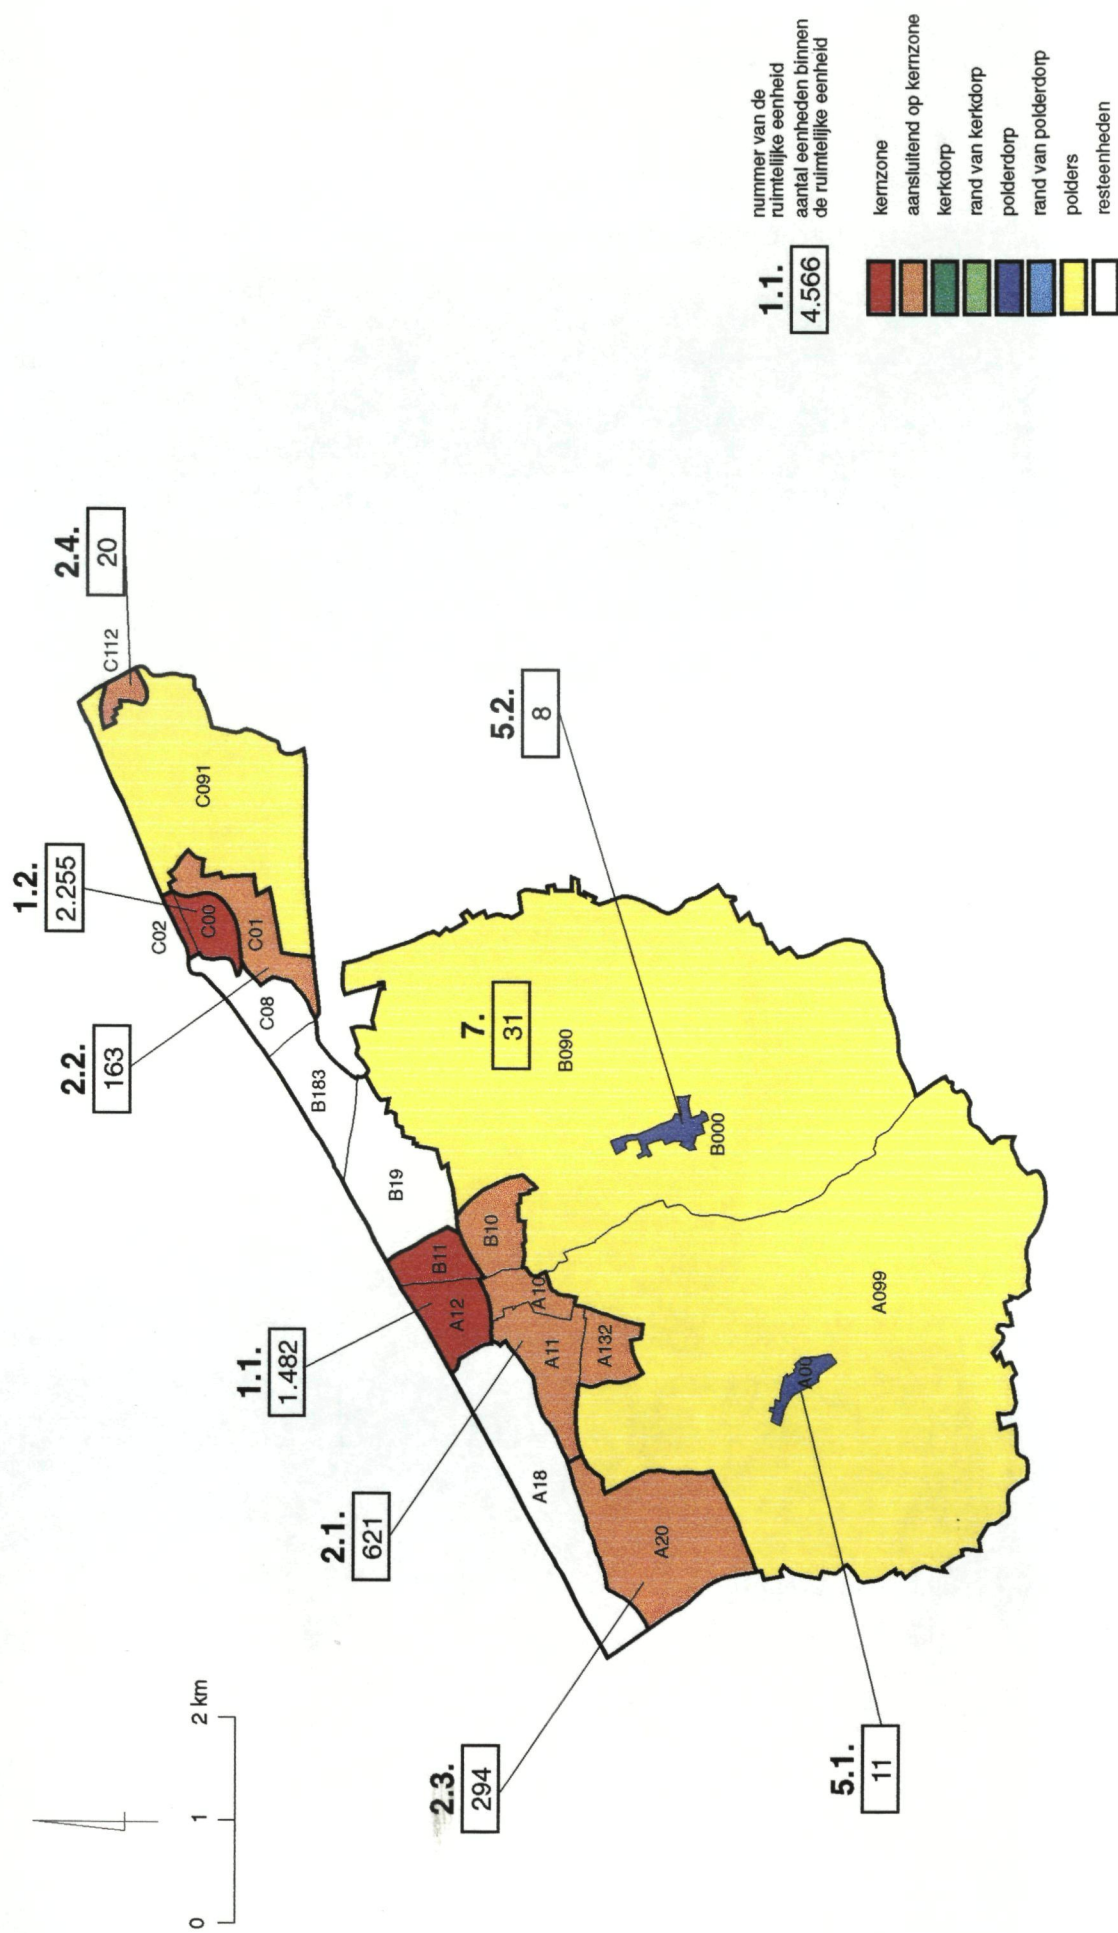 0 1 2 km
2.4.
20
C112
1.2.
2.255
C02
C00
C01
C091
C08
2.2.
163
B183
B19
5.2.
8
7.
31
B090
B000
1.1.
1.482
B11
A12
B10
A10
A11
A132
2.1.
621
A18
A20
A099
A00
2.3.
294
5.1.
11
1.1.
4.566
nummer van de
ruimtelijke eenheid
aantal eenheden binnen
de ruimtelijke eenheid
kernzone
aansluitend op kernzone
kerkdorp
rand van kerkdorp
polderdorp
rand van polderdorp
polders
resteenheden